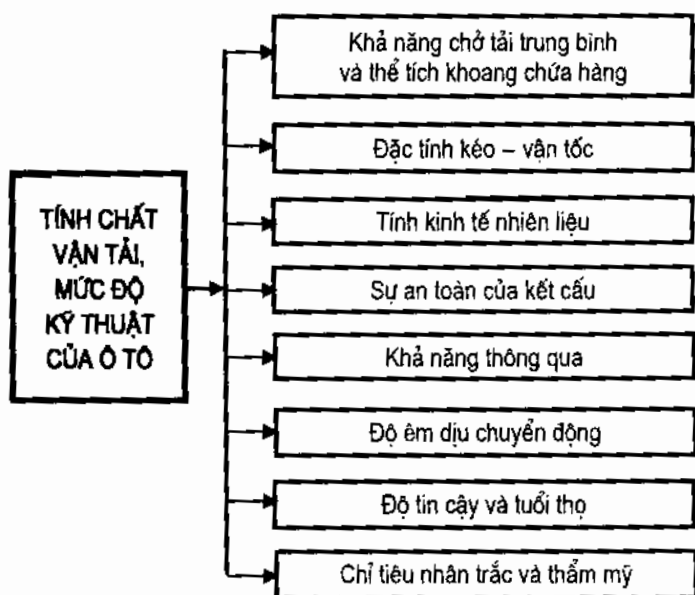 TÍNH CHẤT
VẬN TẢI,
MỨC ĐỘ
KỸ THUẬT
CỦA Ô TÔ
Khả năng chở tải trung bình
và thể tích khoang chứa hàng
Đặc tính kéo – vận tốc
Tính kinh tế nhiên liệu
Sự an toàn của kết cấu
Khả năng thông qua
Độ êm dịu chuyển động
Độ tin cậy và tuổi thọ
Chỉ tiêu nhân trắc và thẩm mỹ